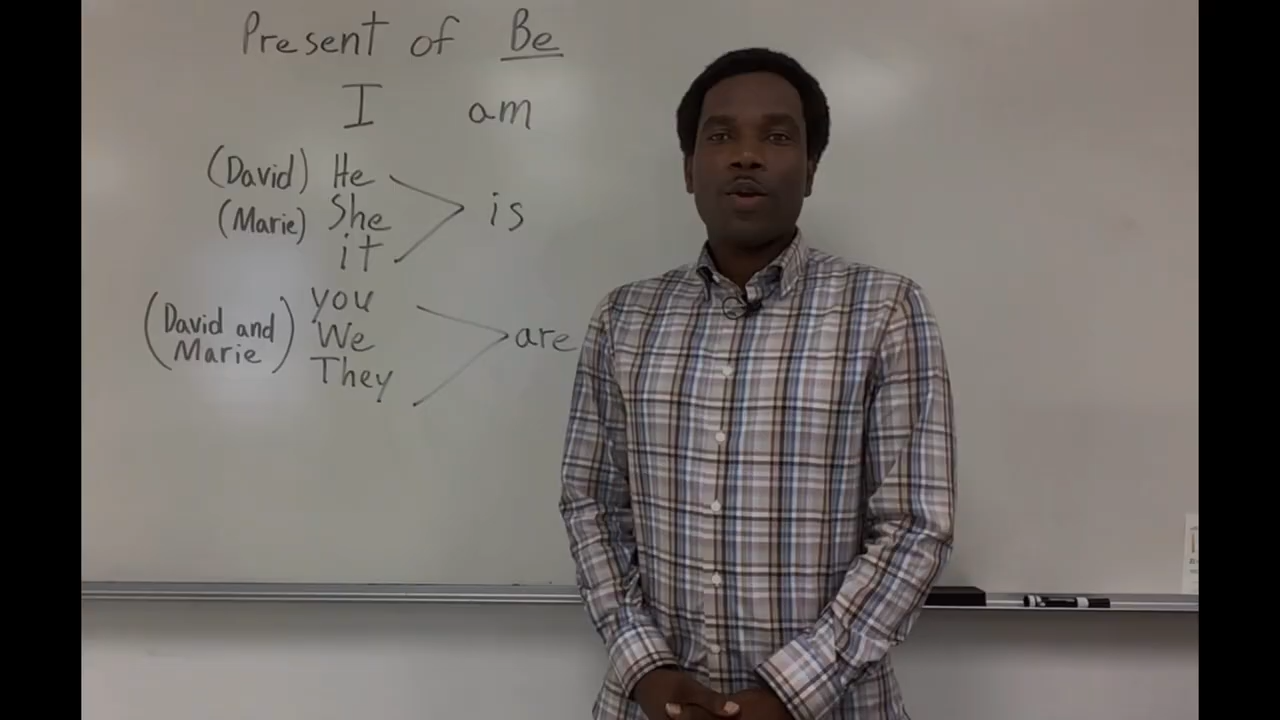 Present of Be
I am
(David) He
(Marie) She is
it
you
(David and Marie) We are
They